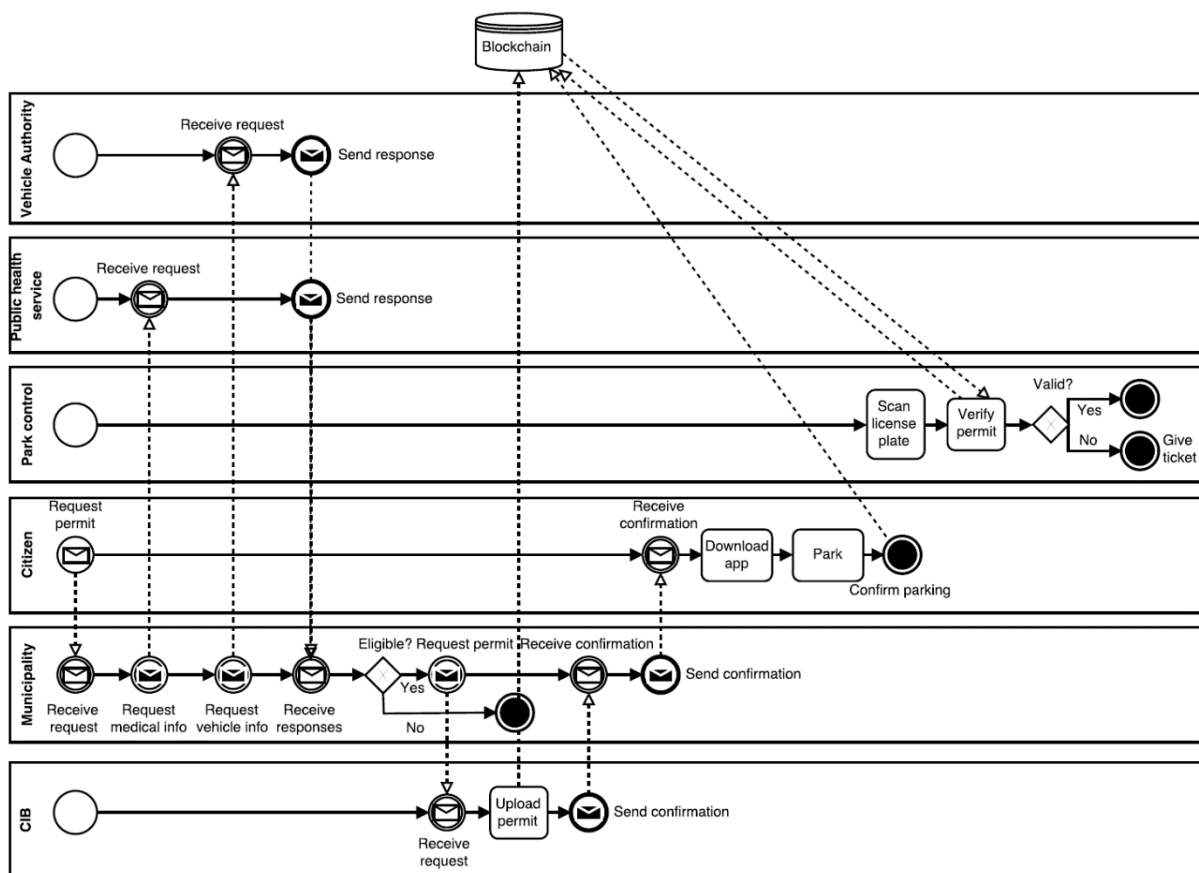 Blockchain
Vehicle Authority
Receive request
Send response
Public health
service
Receive request
Send response
Park control
Scan
license
plate
Verify
permit
Valid?
Yes
No
Give
ticket
Citizen
Request
permit
Receive
confirmation
Download
app
Park
Confirm parking
Municipality
Receive
request
Request
medical info
Request
vehicle info
Receive
responses
Eligible?
Yes
No
Request permit
Receive confirmation
Send confirmation
CIB
Receive
request
Upload
permit
Send confirmation